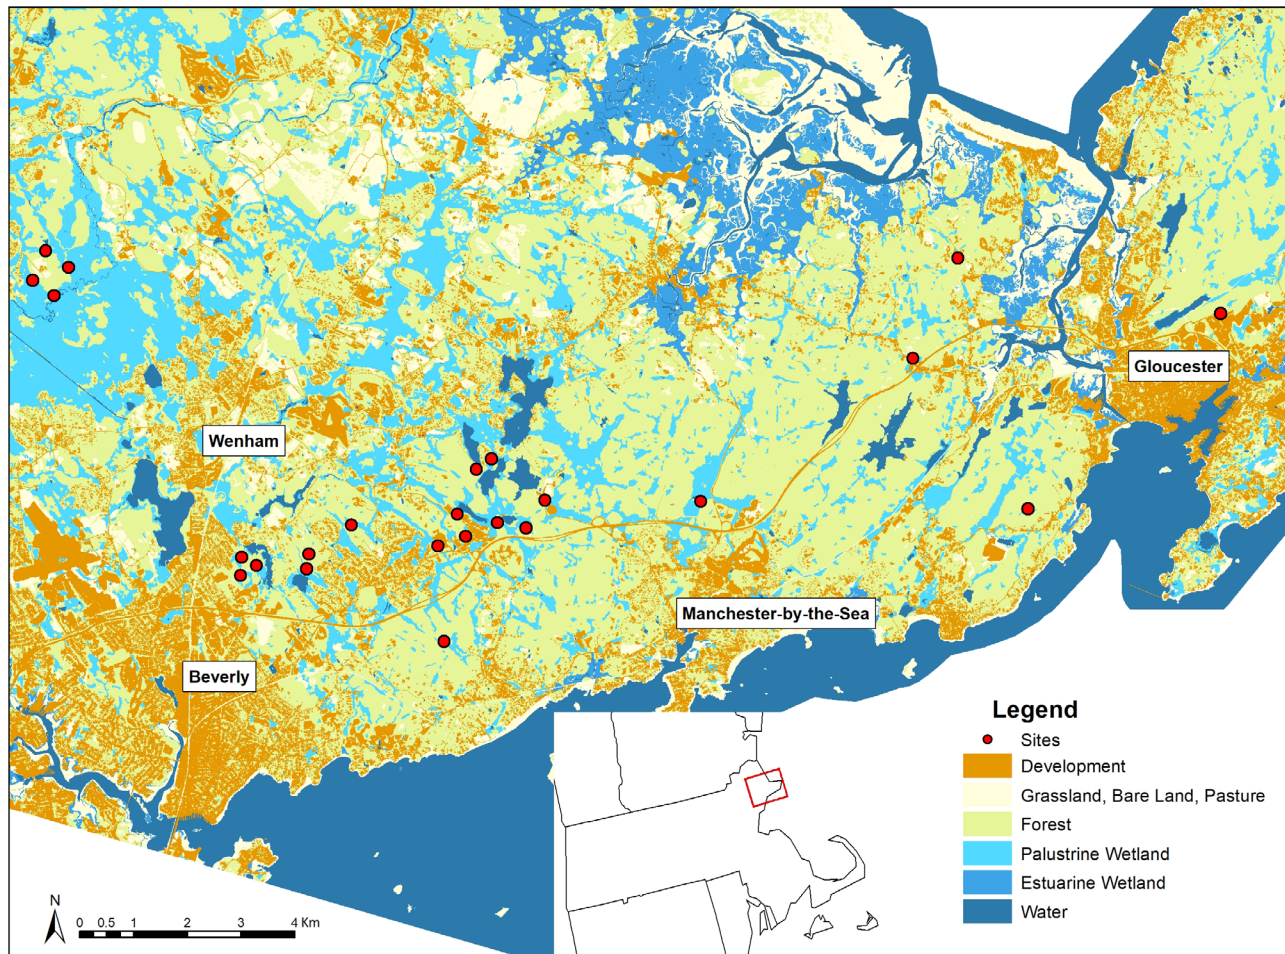 Gloucester
Wenham
Manchester-by-the-Sea
Beverly
Legend
Sites
Development
Grassland, Bare Land, Pasture
Forest
Palustrine Wetland
Estuarine Wetland
Water
N
0 0.5 1 2 3 4 Km